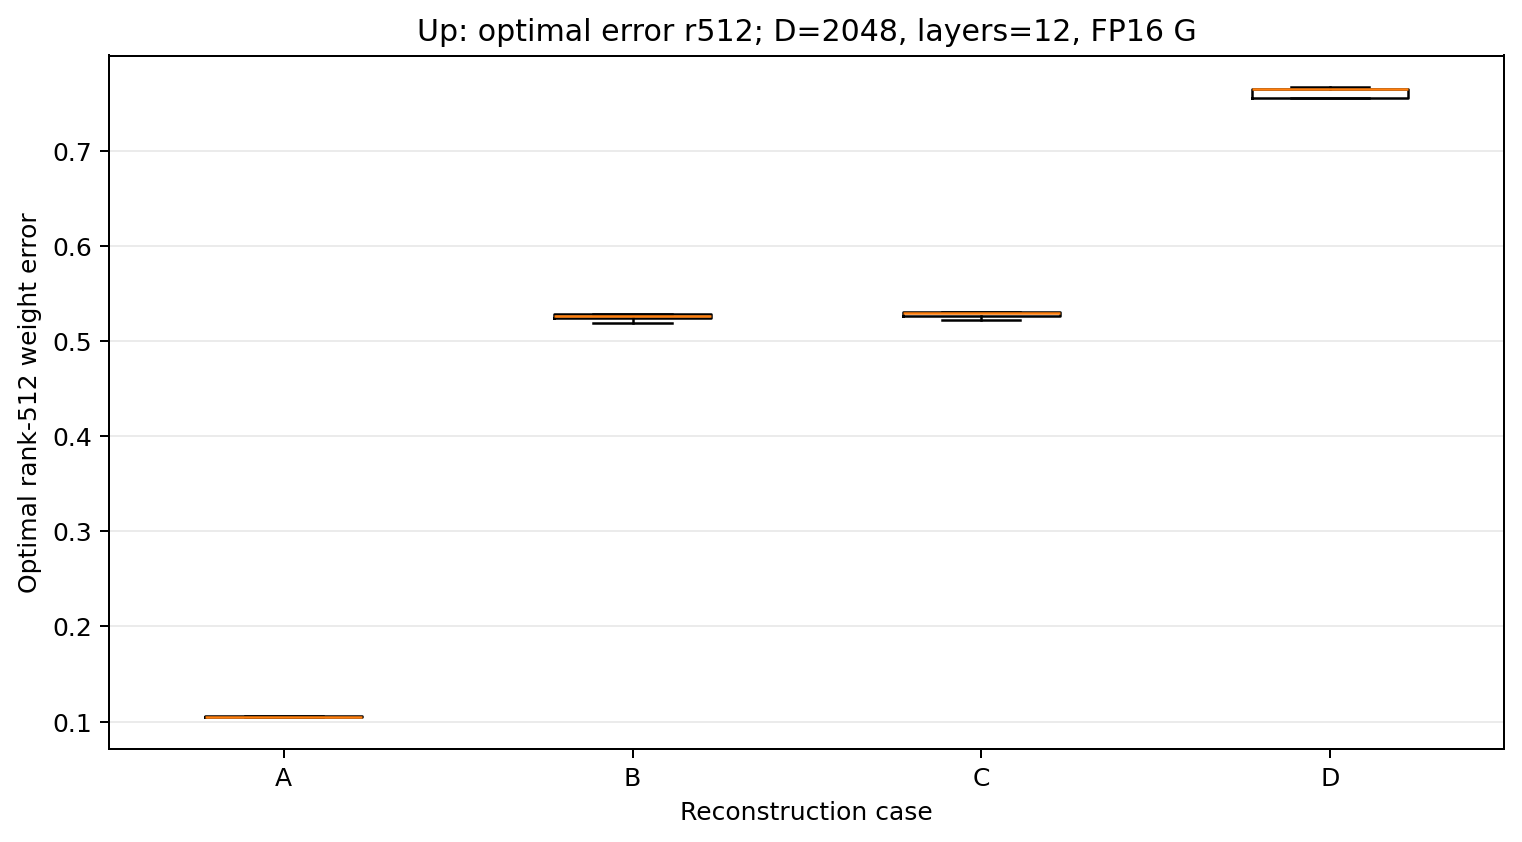 Up: optimal error r512; D=2048, layers=12, FP16 G
Optimal rank-512 weight error
0.7
0.6
0.5
0.4
0.3
0.2
0.1
A B C D
Reconstruction case